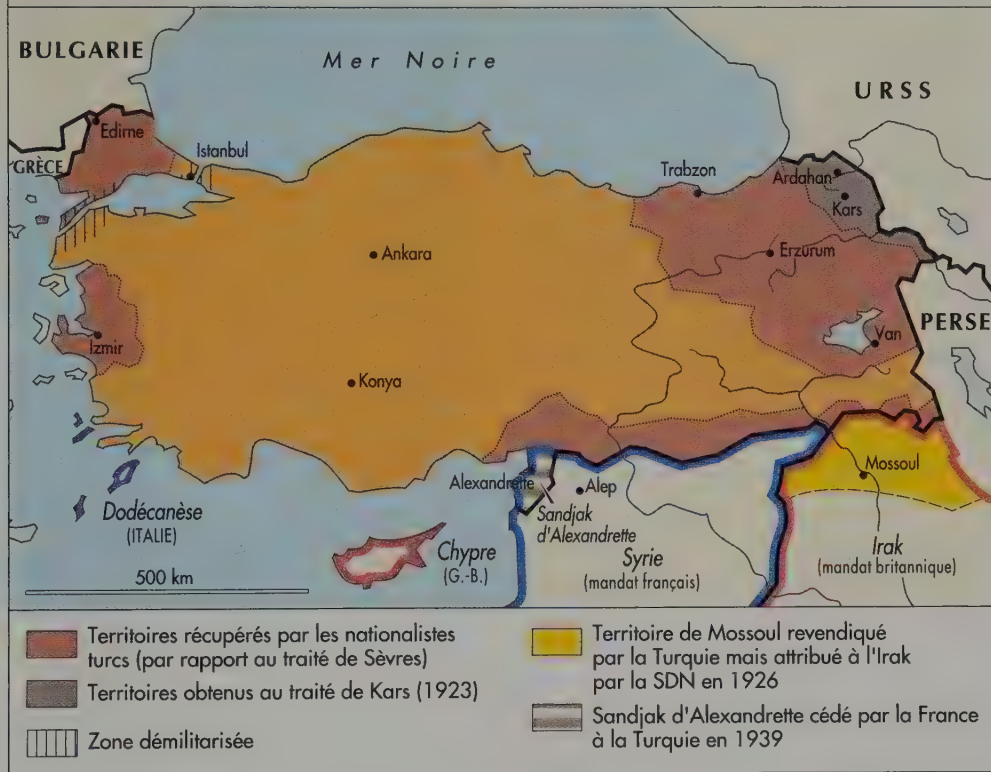 BULGARIE
Mer Noire
URSS
Edirne
Istanbul
GRÈCE
Trabzon
Ardahan
Kars
Ankara
Erzurum
PERSE
Van
Izmir
Konya
Mossoul
Alexandrette
Alep
Sandjak
d'Alexandrette
Dodécanèse
(ITALIE)
Chypre
(G.-B.)
Syrie
(mandat français)
Irak
(mandat britannique)
500 km
Territoires récupérés par les nationalistes
turcs (par rapport au traité de Sèvres)
Territoires obtenus au traité de Kars (1923)
Zone démilitarisée
Territoire de Mossoul revendiqué
par la Turquie mais attribué à l'Irak
par la SDN en 1926
Sandjak d'Alexandrette cédé par la France
à la Turquie en 1939